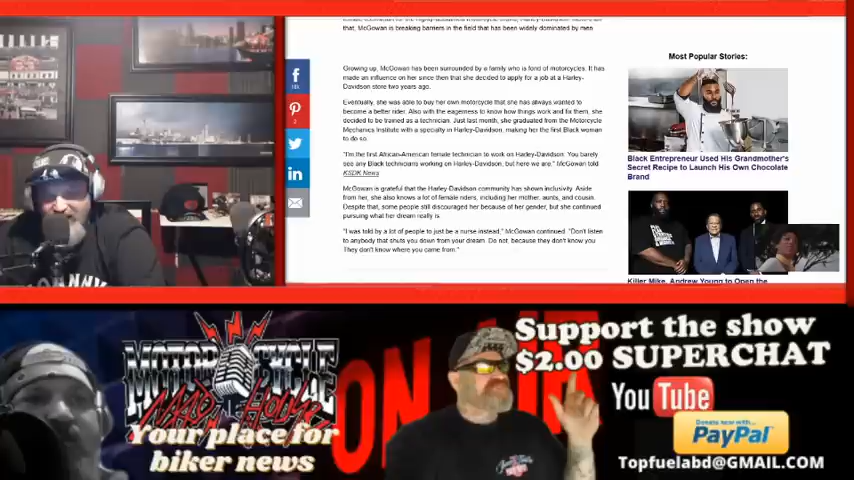 that, McGowan is breaking barriers in the field that has been widely dominated by men
Growing up, McGowan has been surrounded by a family who is fond of motorcycles. It has
made an influence on her since then that she decided to apply for a job at a Harley-
Davidson store two years ago.
Eventually, she was able to buy her own motorcycle that she has always wanted to
become a better rider. Also with the eagerness to know how things work and fix them, she
decided to be trained as a technician. Just last month, she graduated from the Motorcycle
Mechanics Institute with a specialty in Harley-Davidson, making her the first Black woman
to do so.
"I'm the first African-American female technician to work on Harley-Davidson. You barely
see any Black technicians working on Harley-Davidson, but here we are," McGowan told
KSDK News
McGowan is grateful that the Harley Davidson community has shown inclusivity. Aside
from her, she also knows a lot of female riders, including her mother, aunts, and cousin.
Despite that, some people still discouraged her because of her gender, but she continued
pursuing what her dream really is
"I was told by a lot of people to just be a nurse instead," McGowan continued. "Don't listen
to anybody that shuts you down from your dream. Do not, because they don't know you
They don't know where you came from."
Most Popular Stories:
Black Entrepreneur Used His Grandmother's
Secret Recipe to Launch His Own Chocolate
Brand
Killer Mike, Andrew Young to Open the
MOTORCYCLE
MADHOUSE
Your place for
biker news
ON AIR
Support the show
$2.00 SUPERCHAT
YouTube
Donate now with...
PayPal
Topfuelabd@GMAIL.COM